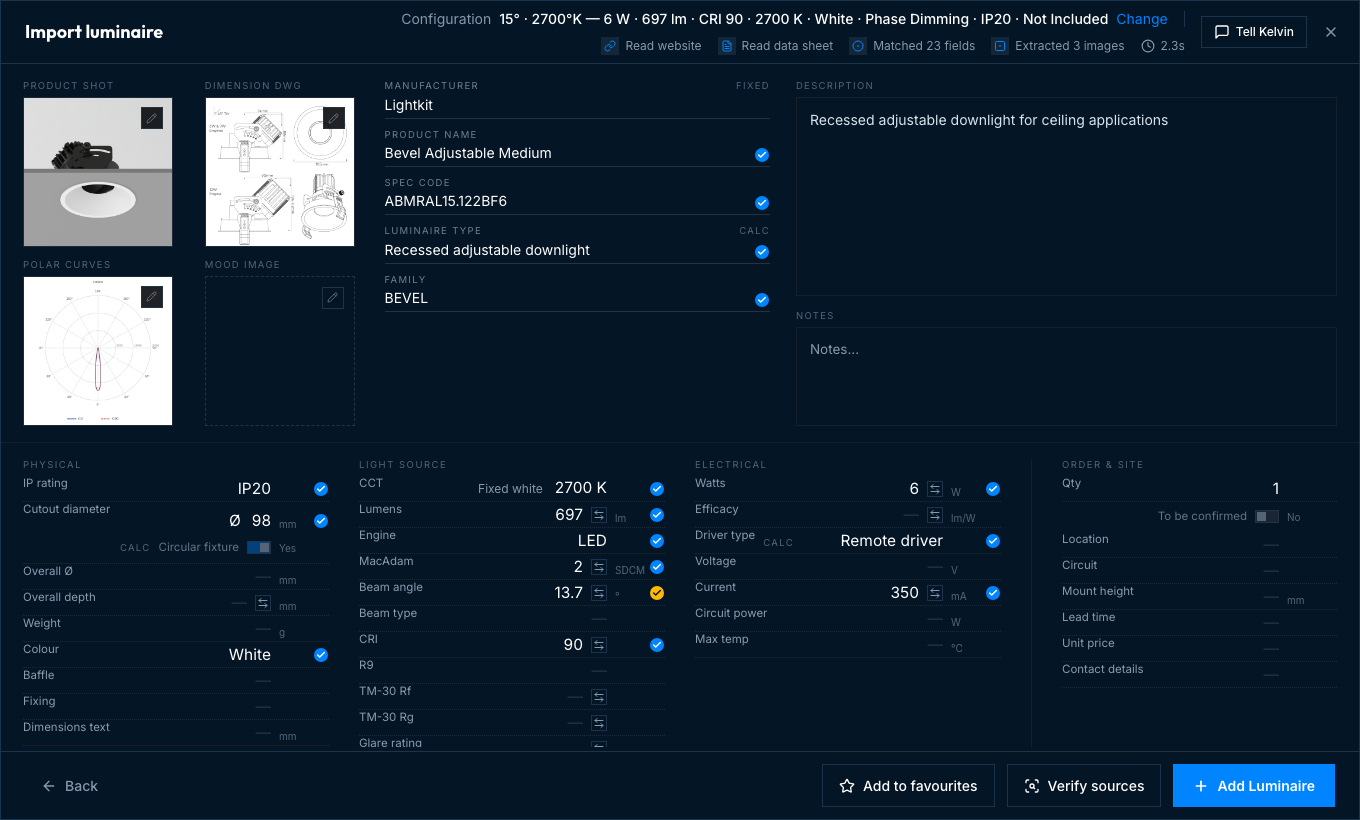 Import luminaire
Configuration 15° · 2700°K — 6 W · 697 lm · CRI 90 · 2700 K · White · Phase Dimming · IP20 · Not Included Change
Read website Read data sheet Matched 23 fields Extracted 3 images 2.3s
Tell Kelvin
PRODUCT SHOT
DIMENSION DWG
POLAR CURVES
MOOD IMAGE
MANUFACTURER FIXED
Lightkit
PRODUCT NAME
Bevel Adjustable Medium
SPEC CODE
ABMRAL15.122BF6
LUMINAIRE TYPE CALC
Recessed adjustable downlight
FAMILY
BEVEL
DESCRIPTION
Recessed adjustable downlight for ceiling applications
NOTES
Notes...
PHYSICAL
IP rating IP20
Cutout diameter Ø 98 mm
CALC Circular fixture Yes
Overall Ø — mm
Overall depth — mm
Weight — g
Colour White
Baffle —
Fixing —
Dimensions text — mm
LIGHT SOURCE
CCT Fixed white 2700 K
Lumens 697 lm
Engine LED
MacAdam 2 SDCM
Beam angle 13.7 °
Beam type —
CRI 90
R9 —
TM-30 Rf —
TM-30 Rg —
Glare rating
ELECTRICAL
Watts 6 W
Efficacy — lm/W
Driver type CALC Remote driver
Voltage — V
Current 350 mA
Circuit power — W
Max temp — °C
ORDER & SITE
Qty 1
To be confirmed No
Location —
Circuit —
Mount height — mm
Lead time —
Unit price —
Contact details —
Back
Add to favourites
Verify sources
Add Luminaire